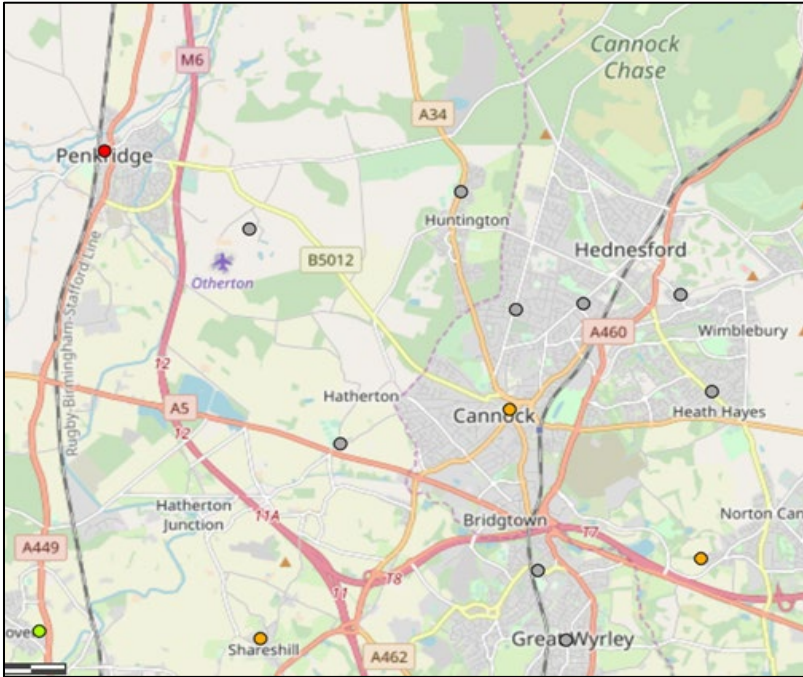 Cannock
Chase
M6
A34
Penkridge
Huntington
Hednesford
B5012
Otherton
Rugby-Birmingham-Stafford Line
A460
Wimblebury
12
Hatherton
A5
Cannock
Heath Hayes
12
Hatherton
Junction
11A
Bridgtown
T7
Norton Can
A449
T8
11
Great Wyrley
Shareshill
A462